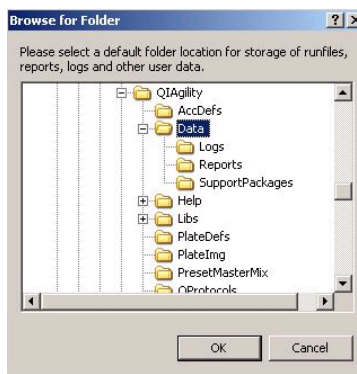 Browse for Folder
Please select a default folder location for storage of runfiles,
reports, logs and other user data.
QIAgility
AccDefs
Data
Logs
Reports
SupportPackages
Help
Libs
PlateDefs
PlateImg
PresetMasterMix
QProtocols
OK
Cancel